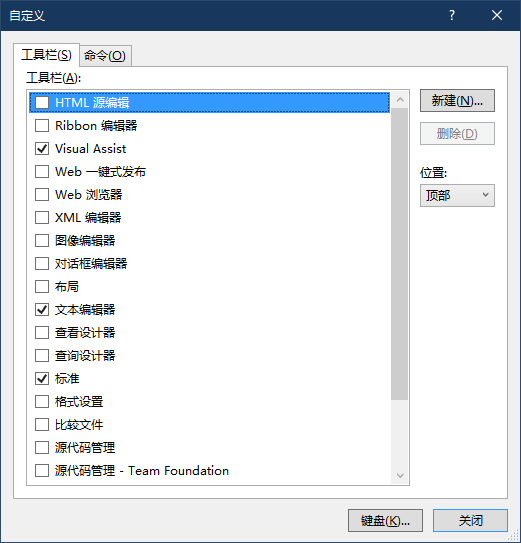 自定义
工具栏(S) 命令(O)
工具栏(A):
HTML 源编辑
Ribbon 编辑器
Visual Assist
Web 一键式发布
Web 浏览器
XML 编辑器
图像编辑器
对话框编辑器
布局
文本编辑器
查看设计器
查询设计器
标准
格式设置
比较文件
源代码管理
源代码管理 - Team Foundation
新建(N)...
删除(D)
位置:
顶部
键盘(K)... 关闭